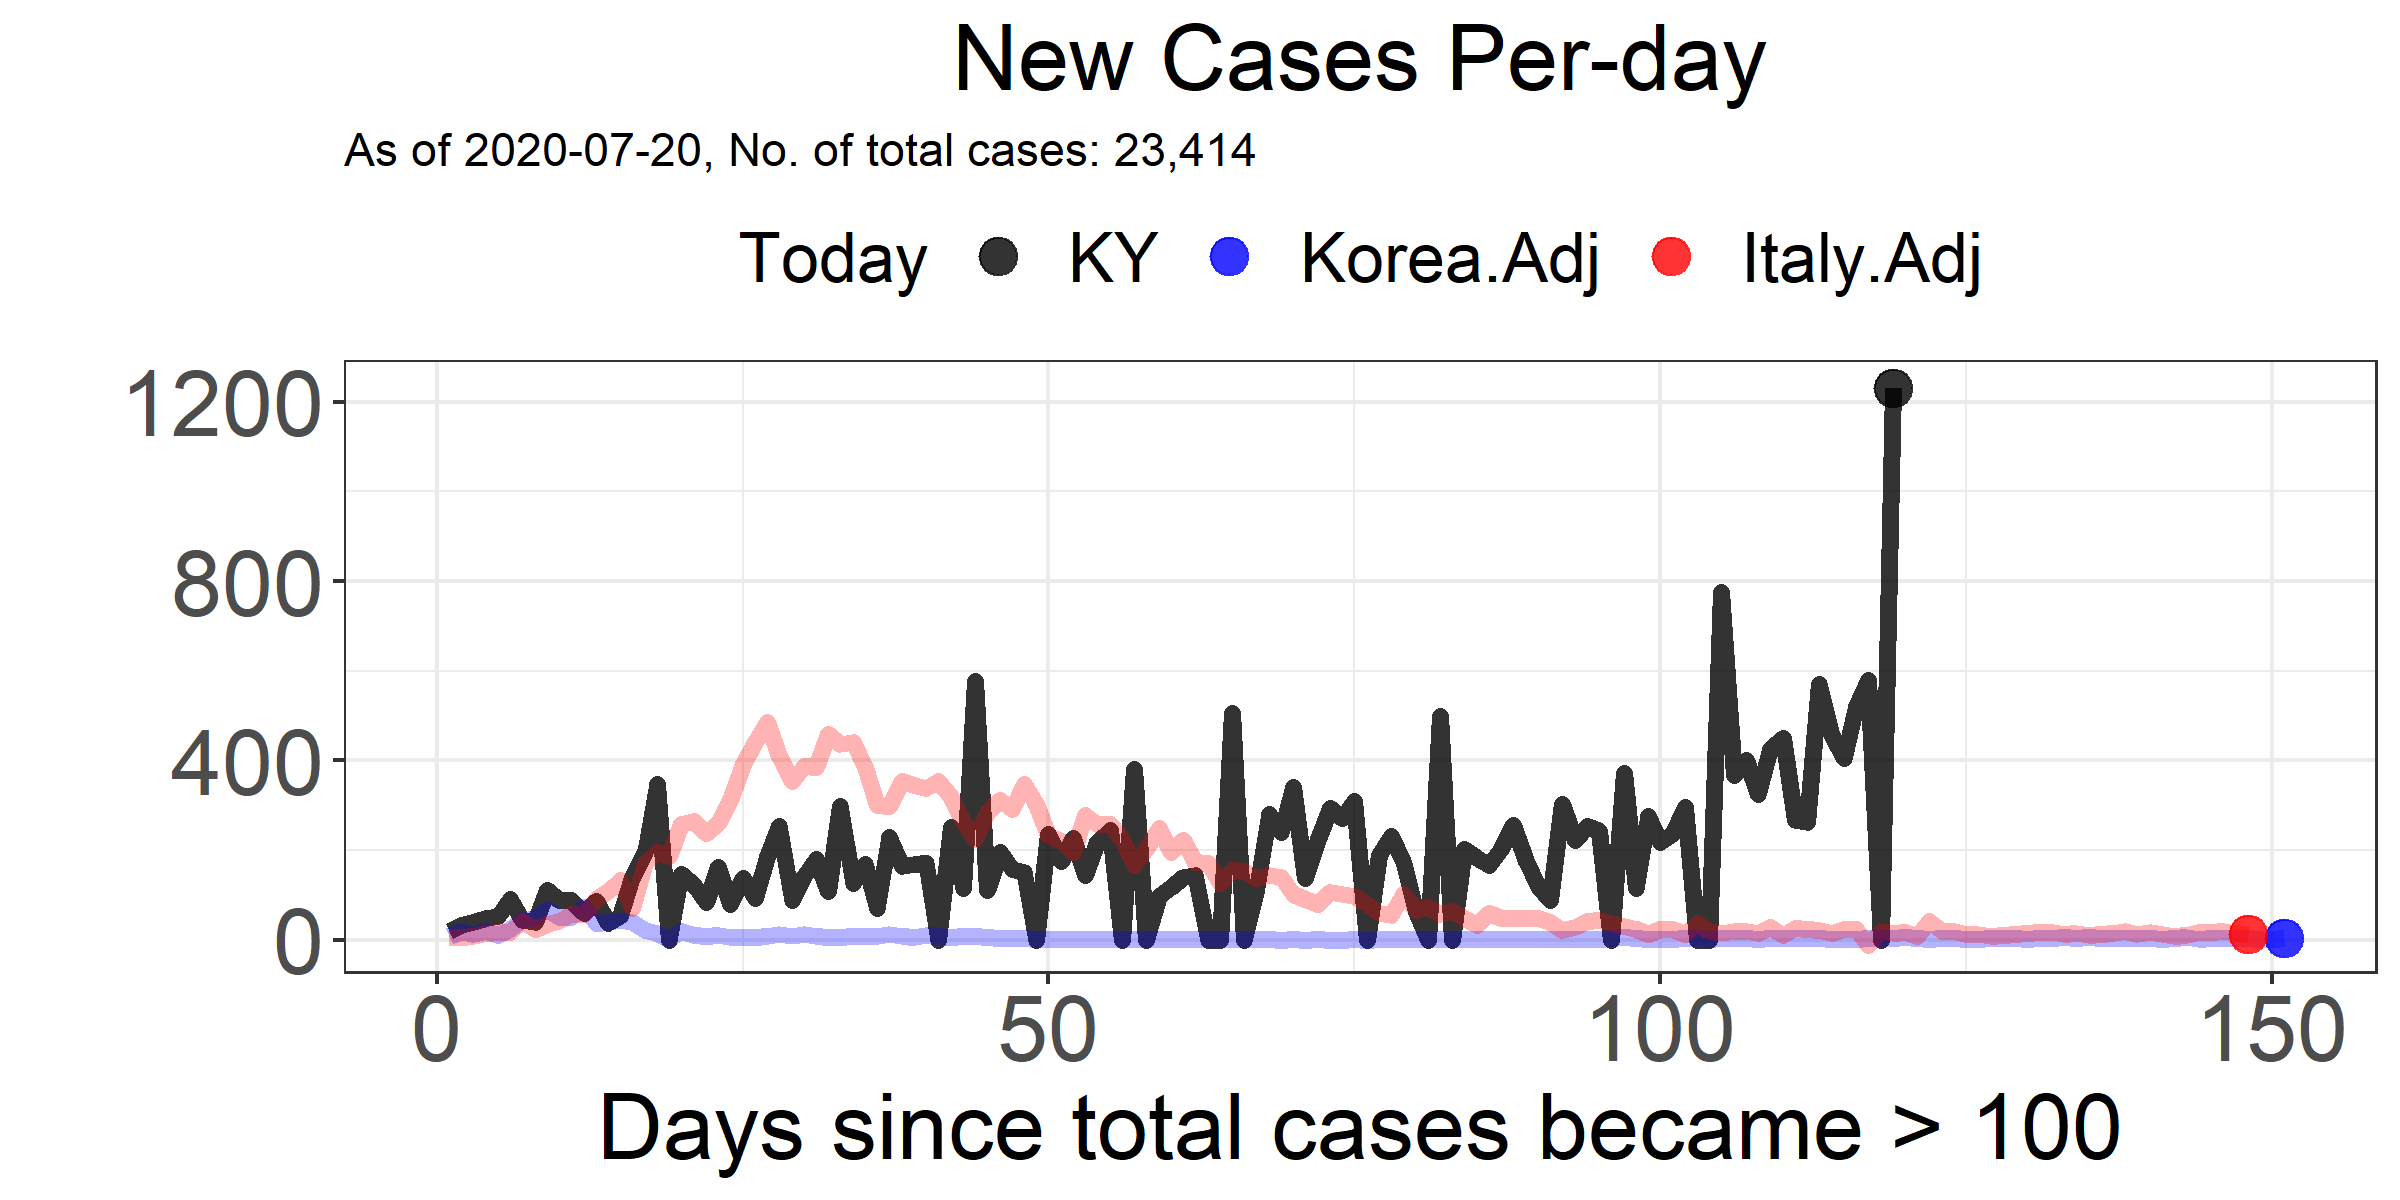 New Cases Per-day
As of 2020-07-20, No. of total cases: 23,414
Today KY Korea.Adj Italy.Adj
1200
800
400
0
0 50 100 150
Days since total cases became > 100